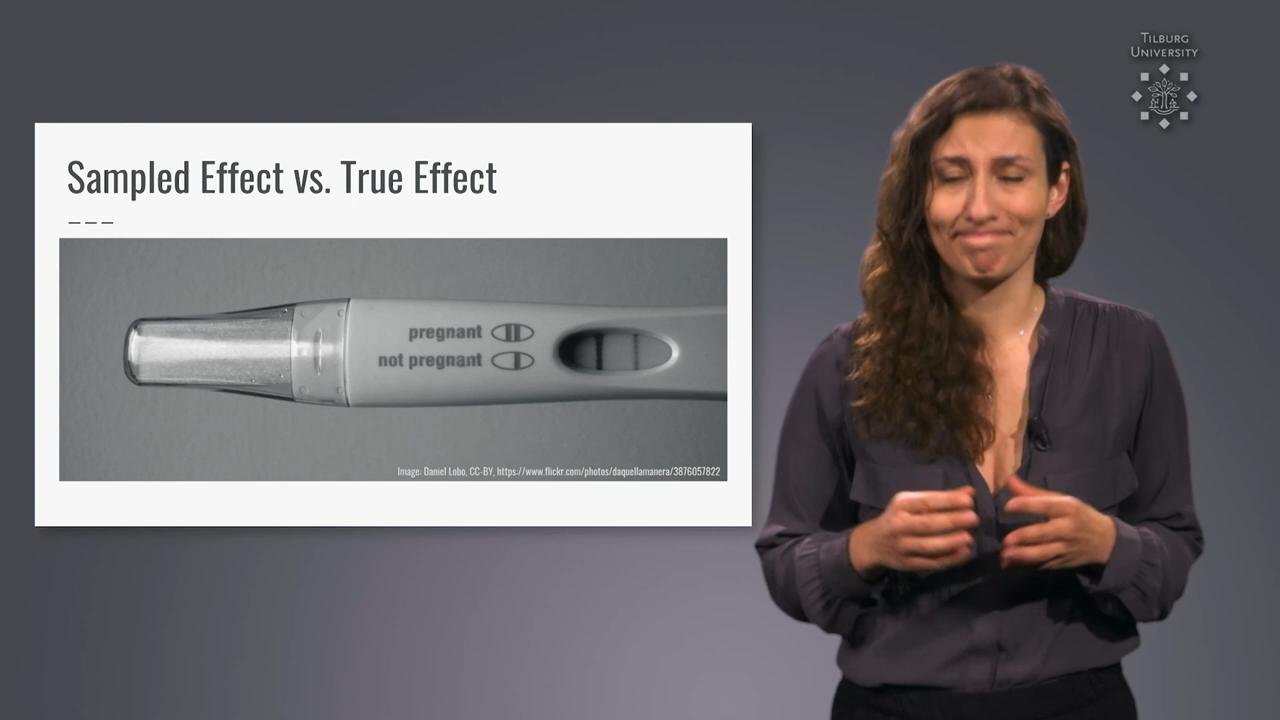 TILBURG
UNIVERSITY
Sampled Effect vs. True Effect
pregnant
not pregnant
Image: Daniel Lobo, CC-BY, https://www.flickr.com/photos/daquellamanera/3876057822